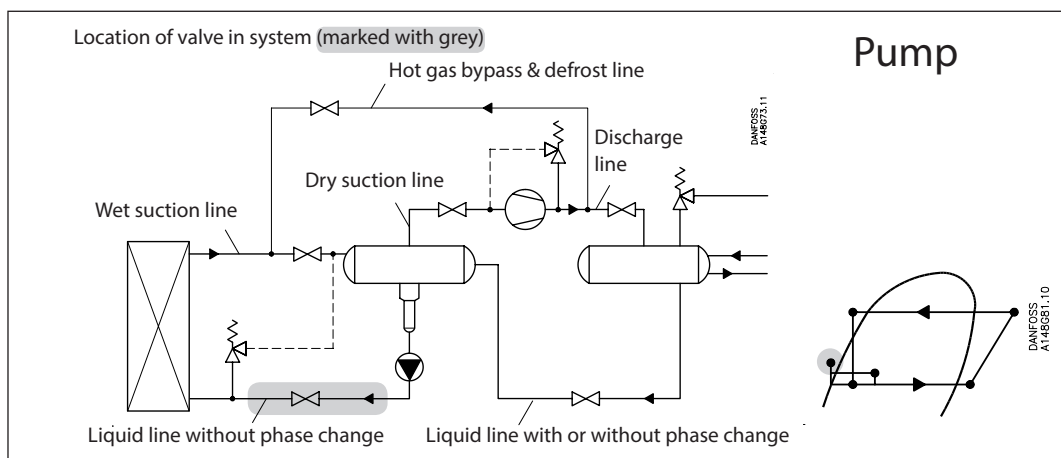 Location of valve in system (marked with grey)
Pump
Hot gas bypass & defrost line
DANFOSS
A148G73.11
Discharge
line
Dry suction line
Wet suction line
DANFOSS
A148G81.10
Liquid line without phase change
Liquid line with or without phase change